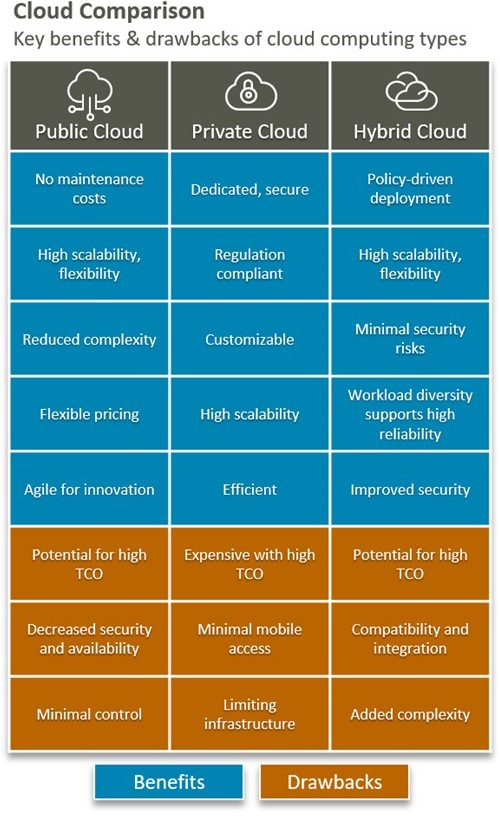 Cloud Comparison
Key benefits & drawbacks of cloud computing types
Public Cloud
Private Cloud
Hybrid Cloud
No maintenance
costs
Dedicated, secure
Policy-driven
deployment
High scalability,
flexibility
Regulation
compliant
High scalability,
flexibility
Reduced complexity
Customizable
Minimal security
risks
Flexible pricing
High scalability
Workload diversity
supports high
reliability
Agile for innovation
Efficient
Improved security
Potential for high
TCO
Expensive with high
TCO
Potential for high
TCO
Decreased security
and availability
Minimal mobile
access
Compatibility and
integration
Minimal control
Limiting
infrastructure
Added complexity
Benefits
Drawbacks